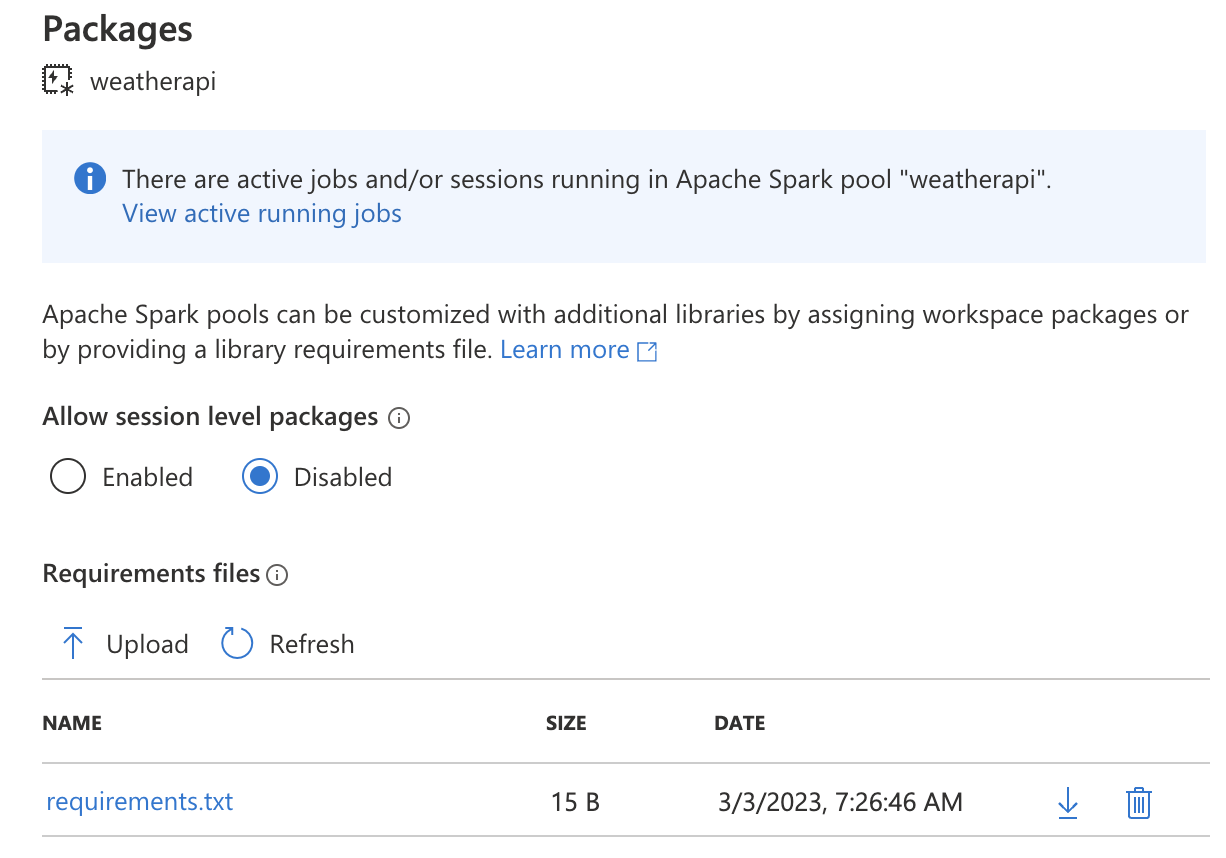 Packages
weatherapi
There are active jobs and/or sessions running in Apache Spark pool "weatherapi".
View active running jobs
Apache Spark pools can be customized with additional libraries by assigning workspace packages or
by providing a library requirements file. Learn more
Allow session level packages
Enabled Disabled
Requirements files
Upload Refresh
NAME SIZE DATE
requirements.txt 15 B 3/3/2023, 7:26:46 AM